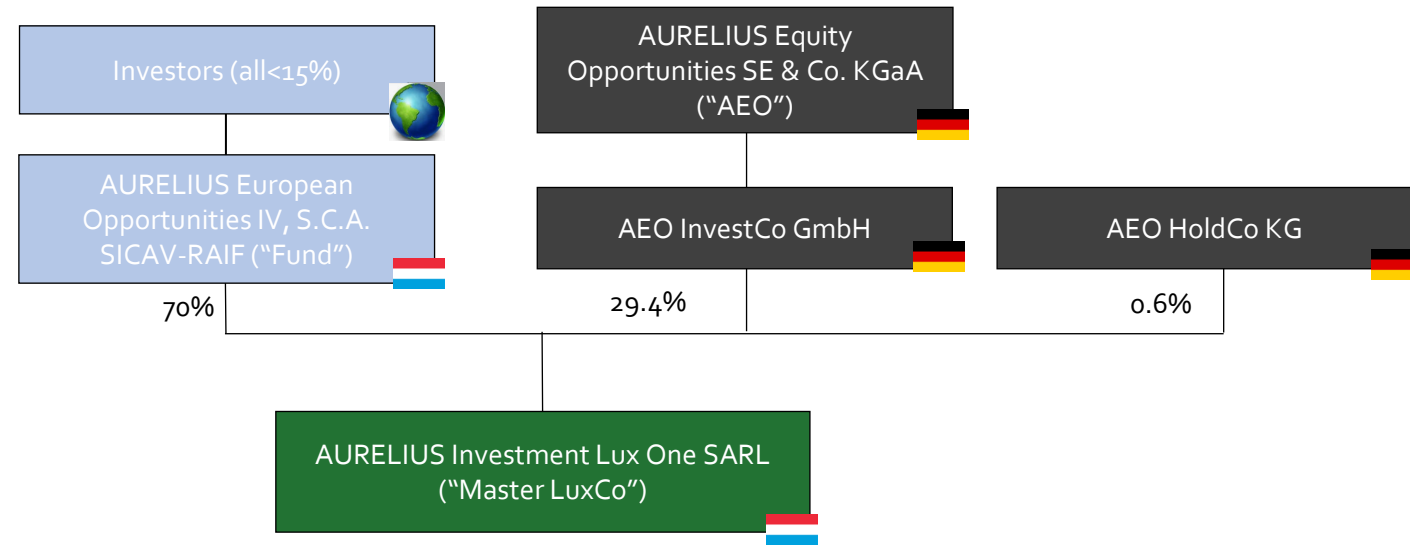 Investors (all<15%)
AURELIUS European
Opportunities IV, S.C.A.
SICAV-RAIF (“Fund”)
AURELIUS Equity
Opportunities SE & Co. KGaA
(“AEO”)
AEO InvestCo GmbH
AEO HoldCo KG
70%
29.4%
0.6%
AURELIUS Investment Lux One SARL
(“Master LuxCo”)